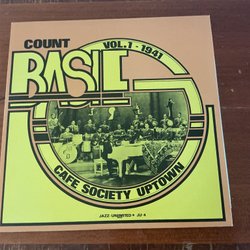 COUNT
VOL. 1 - 1941
BASIE
CAFE SOCIETY UPTOWN
JAZZ UNLIMITED JU 4